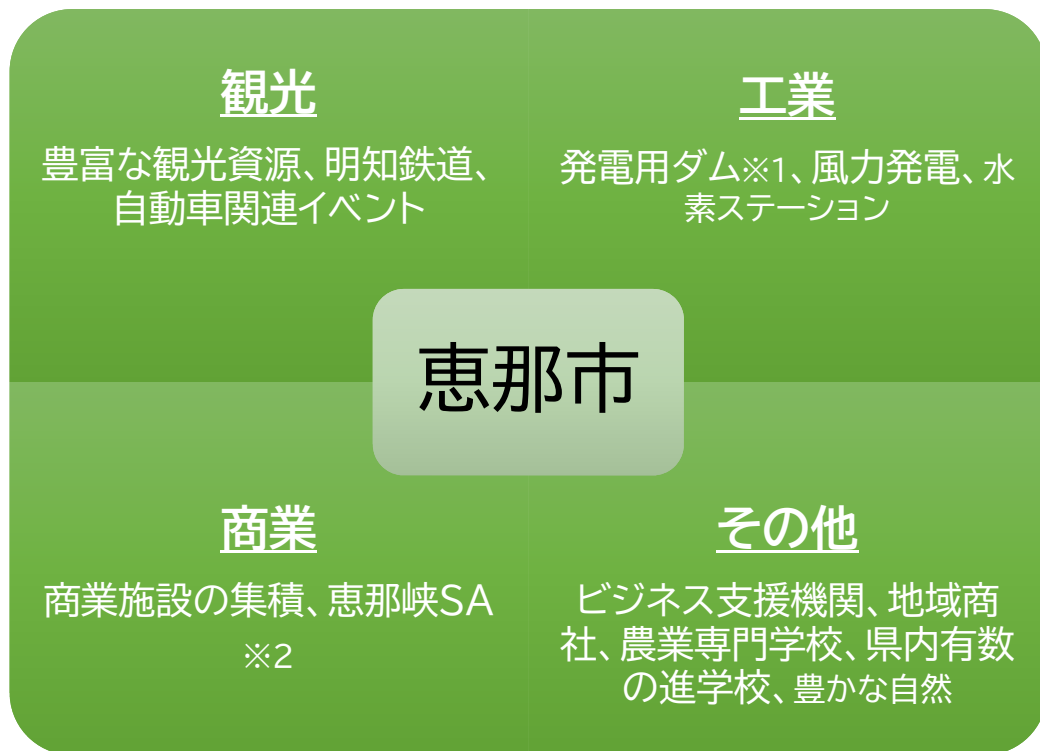 観光
豊富な観光資源、明知鉄道、
自動車関連イベント
工業
発電用ダム※1、風力発電、水
素ステーション
恵那市
商業
商業施設の集積、恵那峡SA
※2
その他
ビジネス支援機関、地域商
社、農業専門学校、県内有数
の進学校、豊かな自然